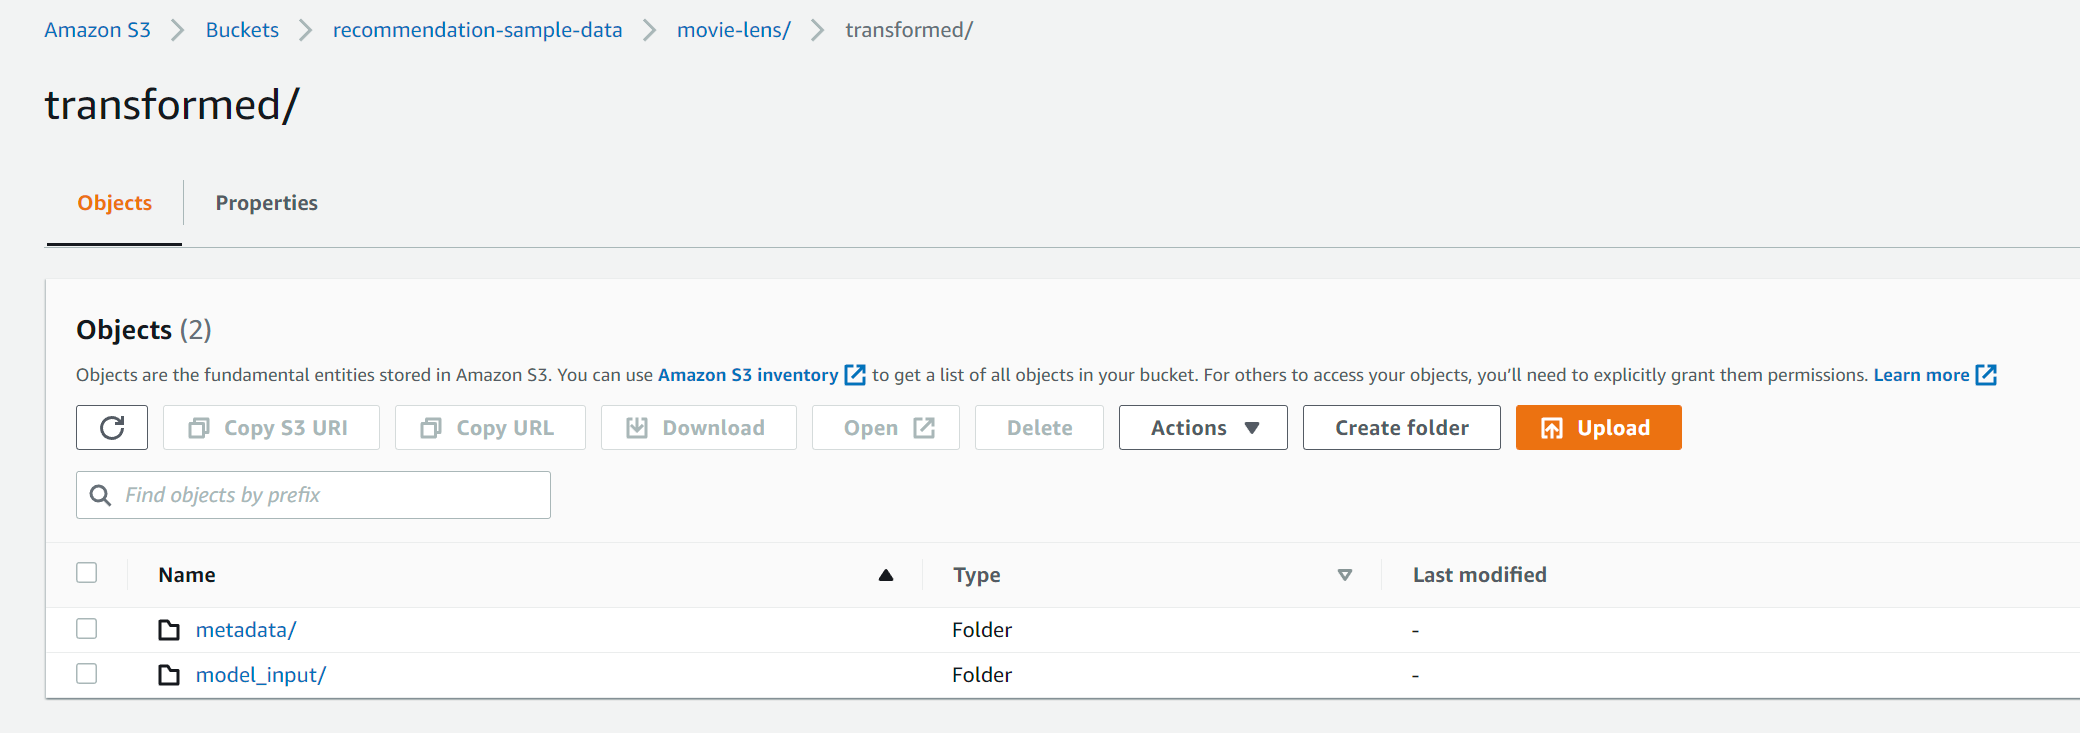 Amazon S3 Buckets recommendation-sample-data movie-lens/ transformed/
transformed/
Objects Properties
Objects (2)
Objects are the fundamental entities stored in Amazon S3. You can use Amazon S3 inventory to get a list of all objects in your bucket. For others to access your objects, you’ll need to explicitly grant them permissions. Learn more
Copy S3 URI Copy URL Download Open Delete Actions Create folder Upload
Find objects by prefix
Name Type Last modified
metadata/ Folder -
model_input/ Folder -